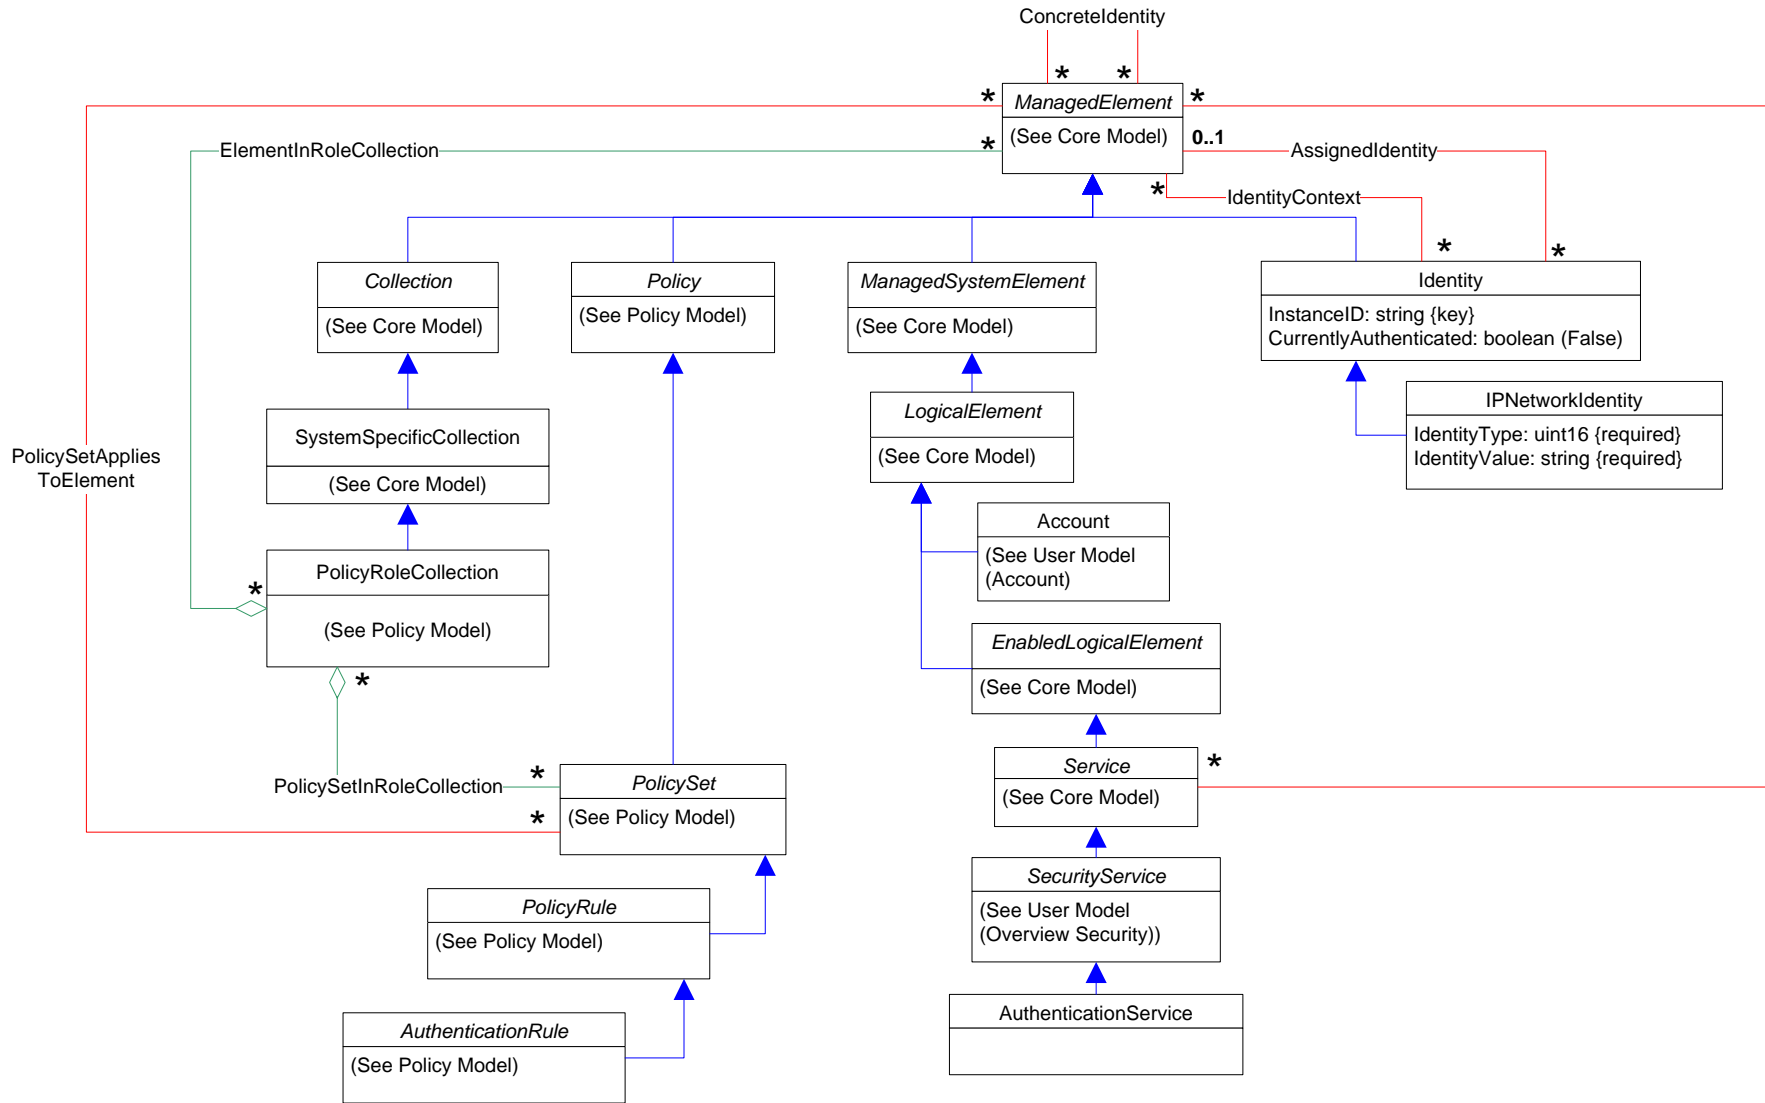 ConcreteIdentity
*
*
*
ManagedElement
*
(See Core Model)
0..1
ElementInRoleCollection
*
AssignedIdentity
*
IdentityContext
*
*
Collection
(See Core Model)
Policy
(See Policy Model)
ManagedSystemElement
(See Core Model)
Identity
InstanceID: string {key}
CurrentlyAuthenticated: boolean (False)
IPNetworkIdentity
IdentityType: uint16 {required}
IdentityValue: string {required}
LogicalElement
(See Core Model)
SystemSpecificCollection
(See Core Model)
PolicySetApplies
ToElement
Account
(See User Model
(Account)
PolicyRoleCollection
*
(See Policy Model)
*
EnabledLogicalElement
(See Core Model)
Service
*
(See Core Model)
PolicySetInRoleCollection
*
PolicySet
(See Policy Model)
*
SecurityService
(See User Model
(Overview Security))
PolicyRule
(See Policy Model)
AuthenticationService
AuthenticationRule
(See Policy Model)